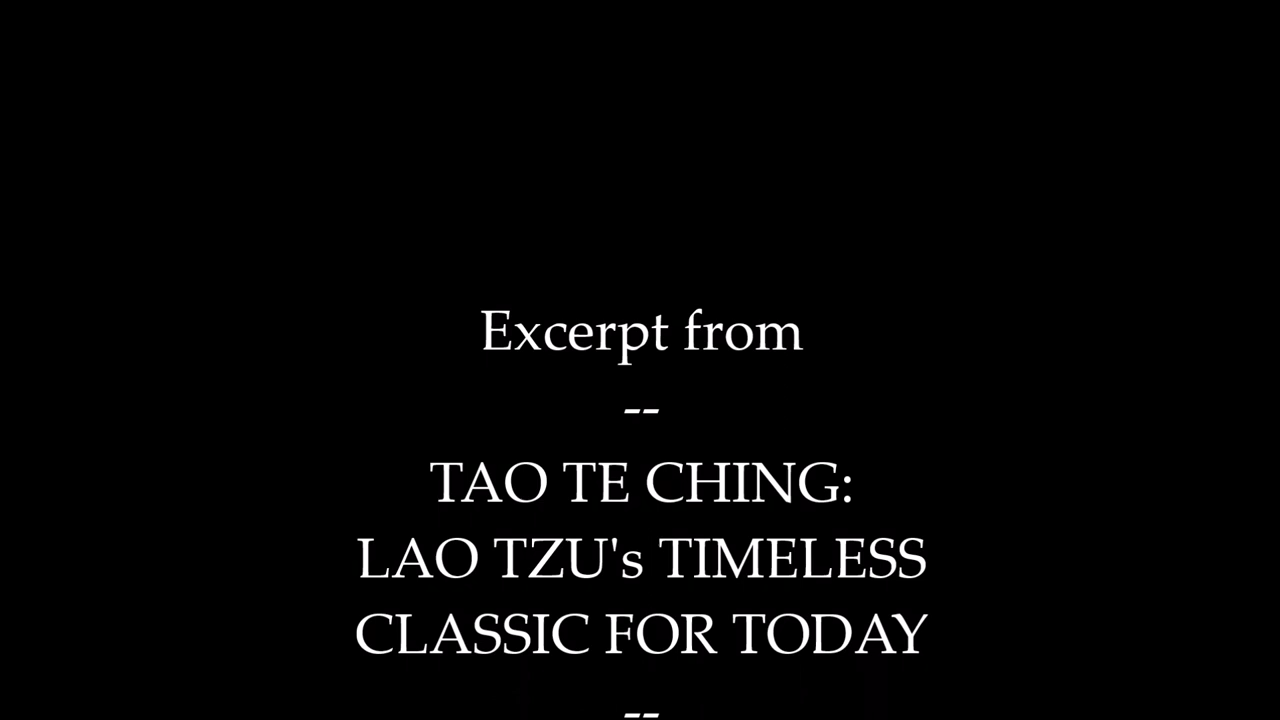 Excerpt from
--
TAO TE CHING:
LAO TZU's TIMELESS
CLASSIC FOR TODAY
--